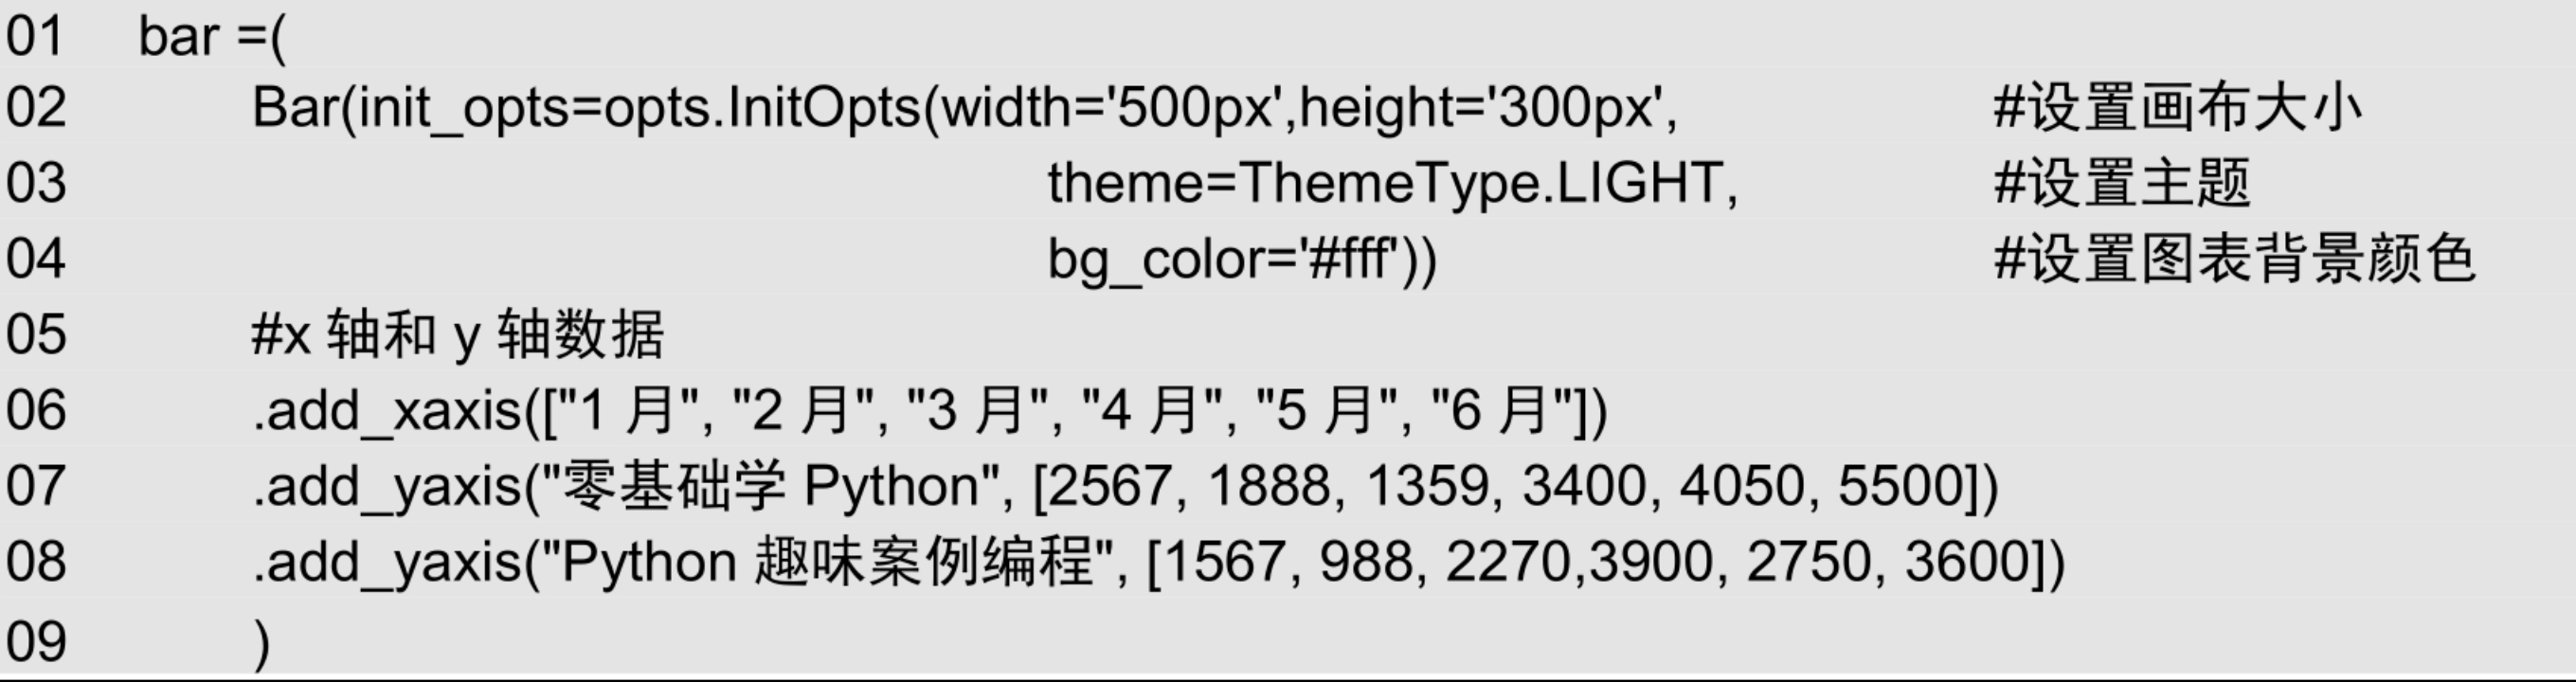 01 bar =(
02 Bar(init_opts=opts.InitOpts(width='500px',height='300px', #设置画布大小
03 theme=ThemeType.LIGHT, #设置主题
04 bg_color='#fff')) #设置图表背景颜色
05 #x 轴和 y 轴数据
06 .add_xaxis(["1 月", "2 月", "3 月", "4 月", "5 月", "6 月"])
07 .add_yaxis("零基础学 Python", [2567, 1888, 1359, 3400, 4050, 5500])
08 .add_yaxis("Python 趣味案例编程", [1567, 988, 2270,3900, 2750, 3600])
09 )